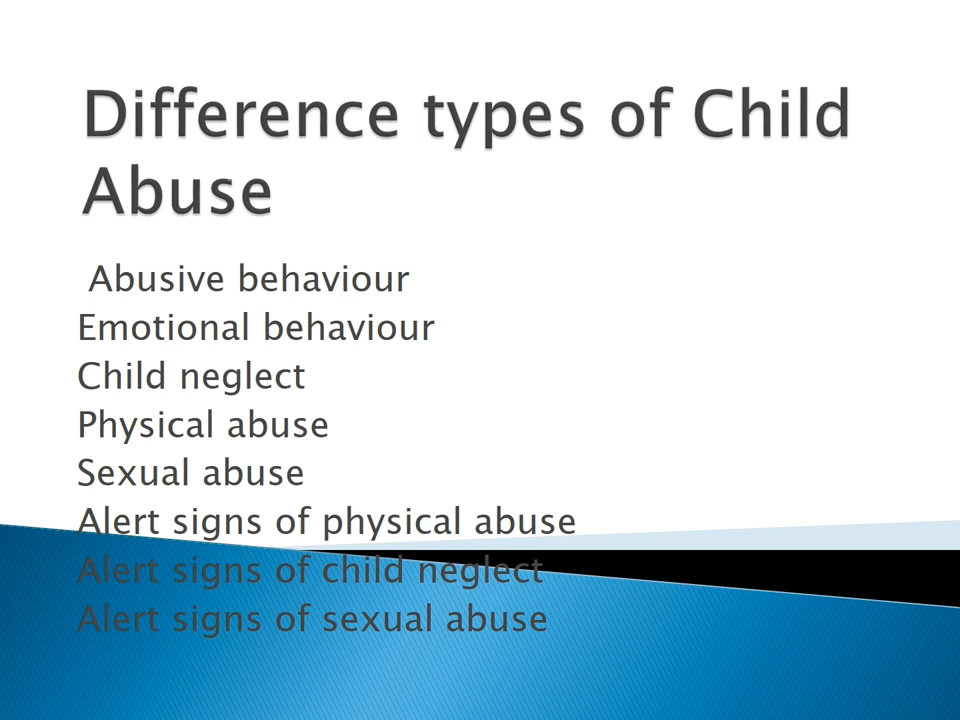 Difference types of Child
Abuse
Abusive behaviour
Emotional behaviour
Child neglect
Physical abuse
Sexual abuse
Alert signs of physical abuse
Alert signs of child neglect
Alert signs of sexual abuse